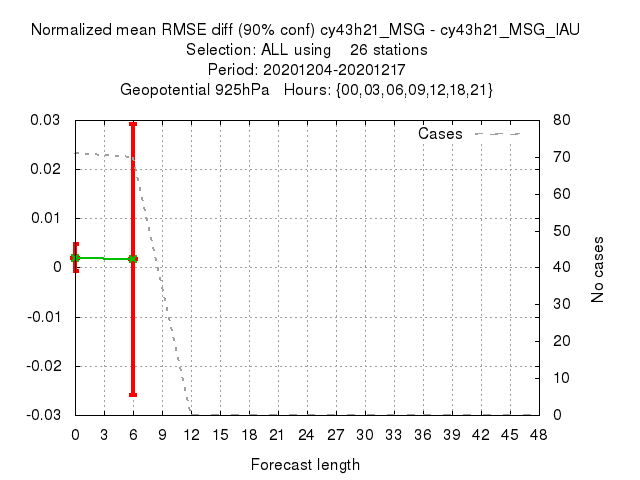 Normalized mean RMSE diff (90% conf) cy43h21_MSG - cy43h21_MSG_IAU
Selection: ALL using 26 stations
Period: 20201204-20201217
Geopotential 925hPa Hours: {00,03,06,09,12,18,21}
0.03
0.02
0.01
0
-0.01
-0.02
-0.03
Cases
80
70
60
50
40
30
20
10
0
No cases
0 3 6 9 12 15 18 21 24 27 30 33 36 39 42 45 48
Forecast length